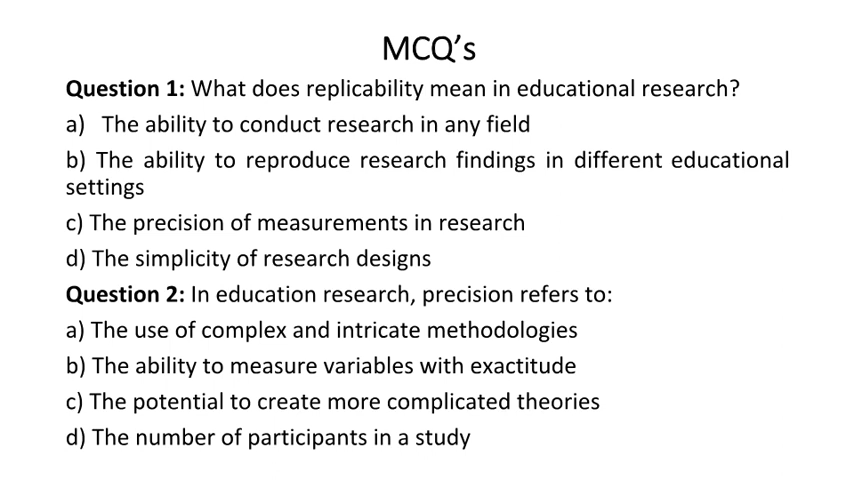 MCQ’s
Question 1: What does replicability mean in educational research?
a) The ability to conduct research in any field
b) The ability to reproduce research findings in different educational
settings
c) The precision of measurements in research
d) The simplicity of research designs
Question 2: In education research, precision refers to:
a) The use of complex and intricate methodologies
b) The ability to measure variables with exactitude
c) The potential to create more complicated theories
d) The number of participants in a study